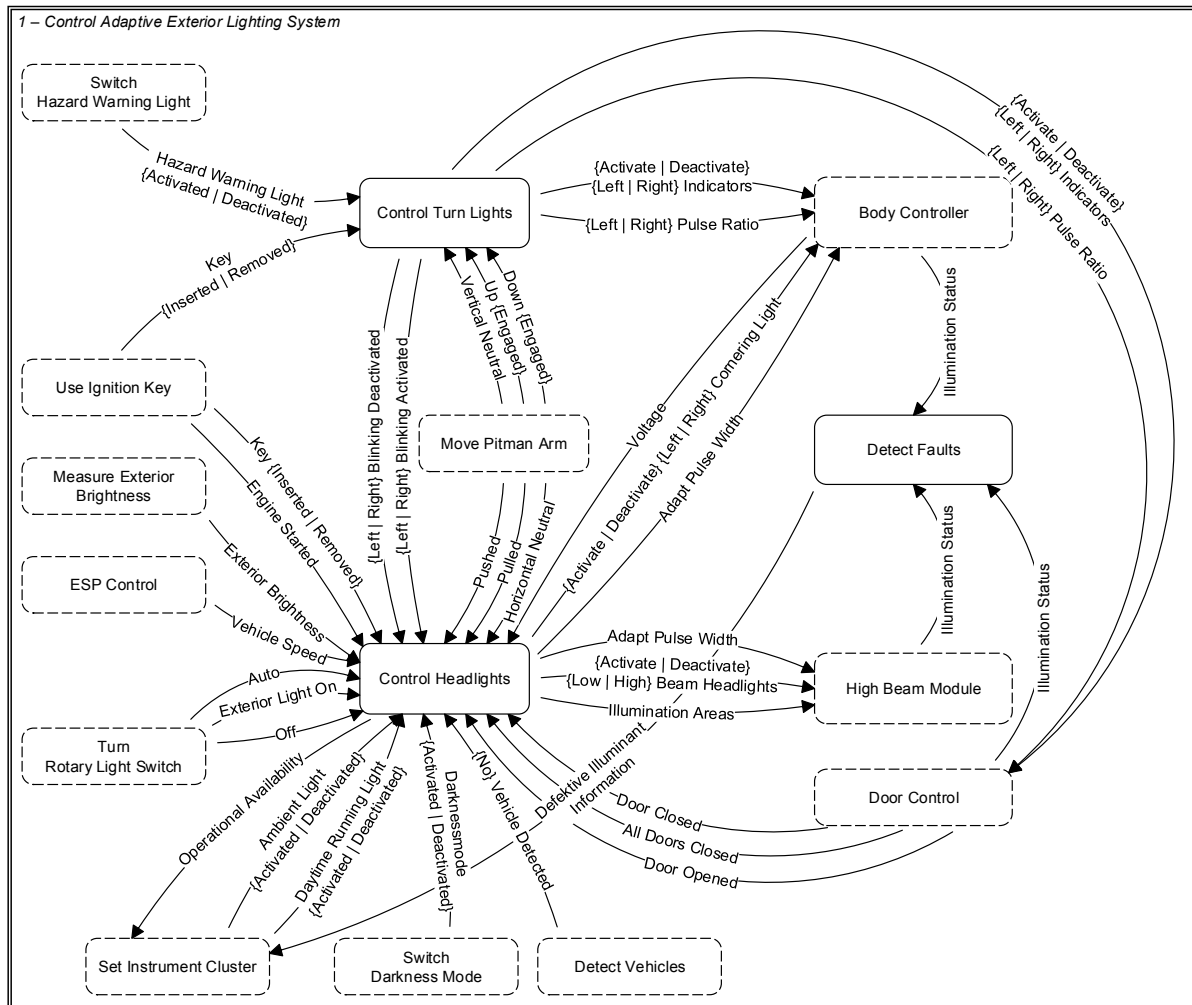 1 – Control Adaptive Exterior Lighting System
Switch
Hazard Warning Light
Hazard Warning Light
{Activated | Deactivated}
Control Turn Lights
{Activate | Deactivate}
{Left | Right} Indicators
{Left | Right} Pulse Ratio
Body Controller
{Activate | Deactivate}
{Left | Right} Indicators
{Left | Right} Pulse Ratio
Key
{Inserted | Removed}
Use Ignition Key
Vertical Neutral
Up {Engaged}
Down {Engaged}
Illumination Status
{Left | Right} Blinking Deactivated
{Left | Right} Blinking Activated
Move Pitman Arm
Voltage
{Activate | Deactivate} {Left | Right} Cornering Light
Adapt Pulse Width
Detect Faults
Key {Inserted | Removed}
Engine Started
Measure Exterior
Brightness
Exterior Brightness
ESP Control
Vehicle Speed
Pushed
Pulled
Horizontal Neutral
Illumination Status
Illumination Status
Auto
Exterior Light On
Off
Turn
Rotary Light Switch
Control Headlights
Adapt Pulse Width
{Activate | Deactivate}
{Low | High} Beam Headlights
Illumination Areas
High Beam Module
Operational Availability
Ambient Light
{Activated | Deactivated}
Daytime Running Light
{Activated | Deactivated}
Darknessmode
{Activated | Deactivated}
{No} Vehicle Detected
Defektive Illuminant
Information
Door Closed
All Doors Closed
Door Opened
Door Control
Set Instrument Cluster
Switch
Darkness Mode
Detect Vehicles